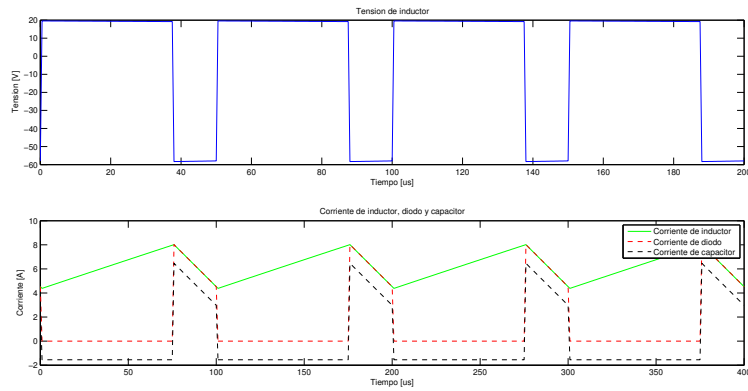 Tension de inductor
20
10
0
−10
−20
−30
−40
−50
−60
Tension [V]
0 20 40 60 80 100 120 140 160 180 200
Tiempo [us]
Corriente de inductor, diodo y capacitor
10
8
6
4
2
0
−2
Corriente [A]
Corriente de inductor
Corriente de diodo
Corriente de capacitor
0 50 100 150 200 250 300 350 400
Tiempo [us]